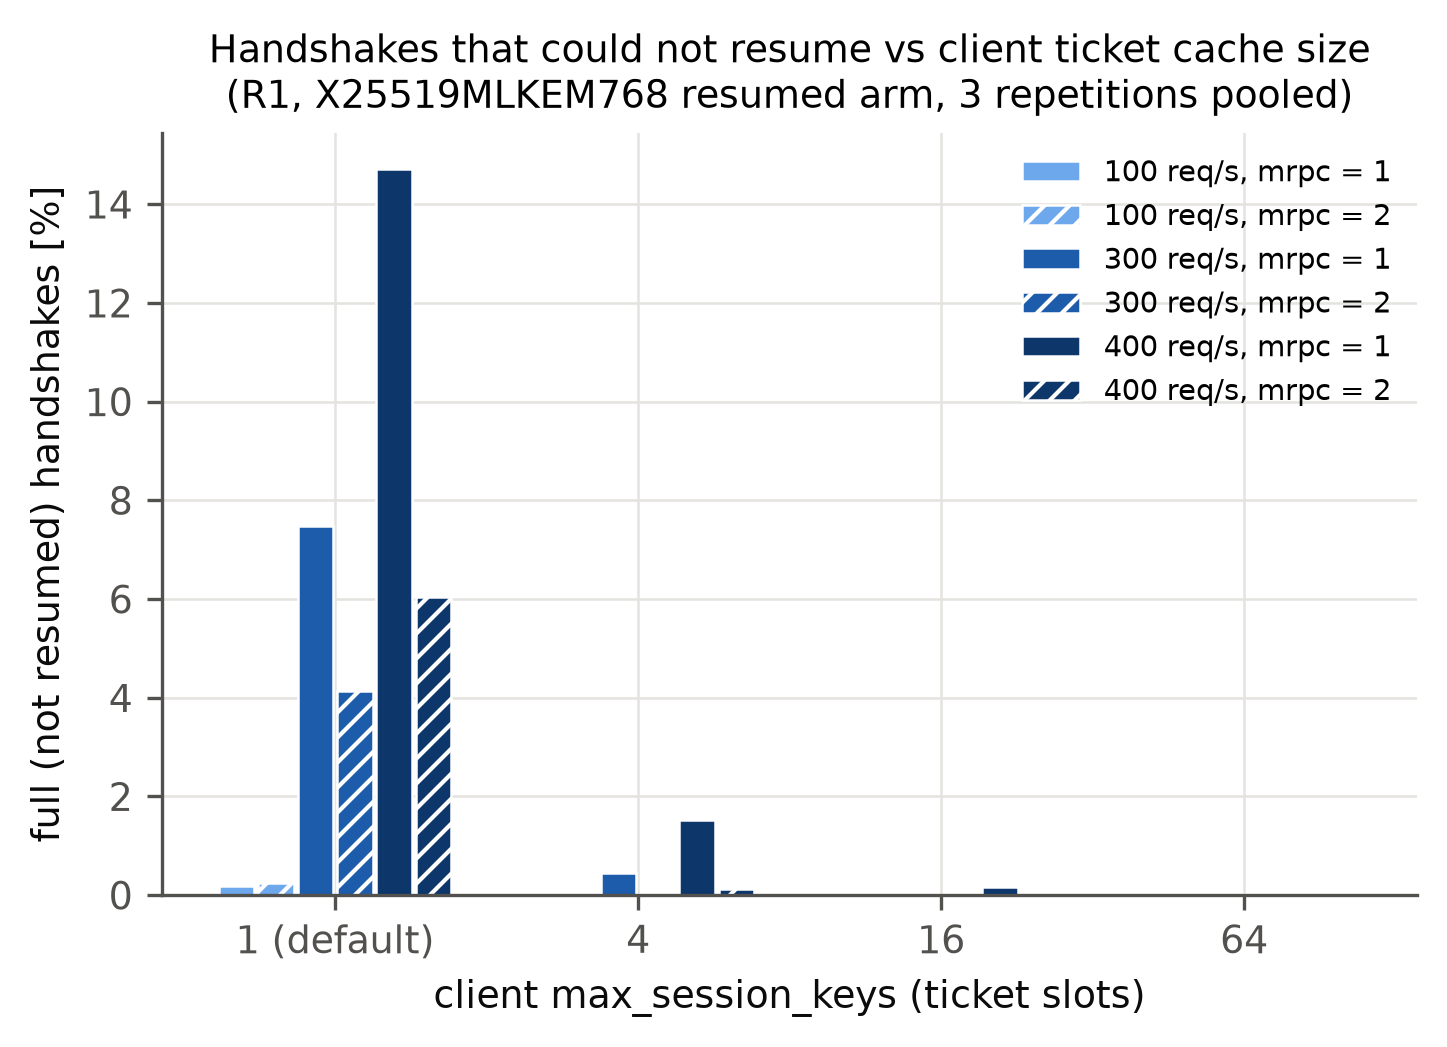 Handshakes that could not resume vs client ticket cache size
(R1, X25519MLKEM768 resumed arm, 3 repetitions pooled)
100 req/s, mrpc = 1
100 req/s, mrpc = 2
300 req/s, mrpc = 1
300 req/s, mrpc = 2
400 req/s, mrpc = 1
400 req/s, mrpc = 2
full (not resumed) handshakes [%]
14
12
10
8
6
4
2
0
1 (default)
4
16
64
client max_session_keys (ticket slots)